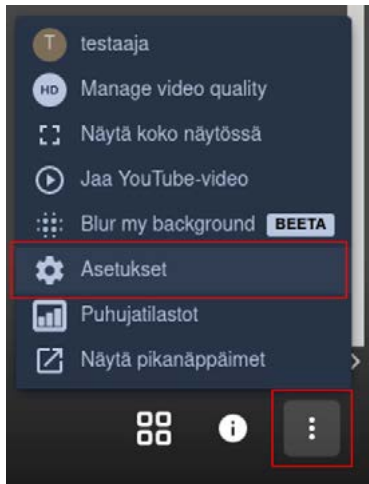 T testaaja
HD Manage video quality
Näytä koko näytössä
Jaa YouTube-video
Blur my background BEETA
Asetukset
Puhujatilastot
Näytä pikanäppäimet